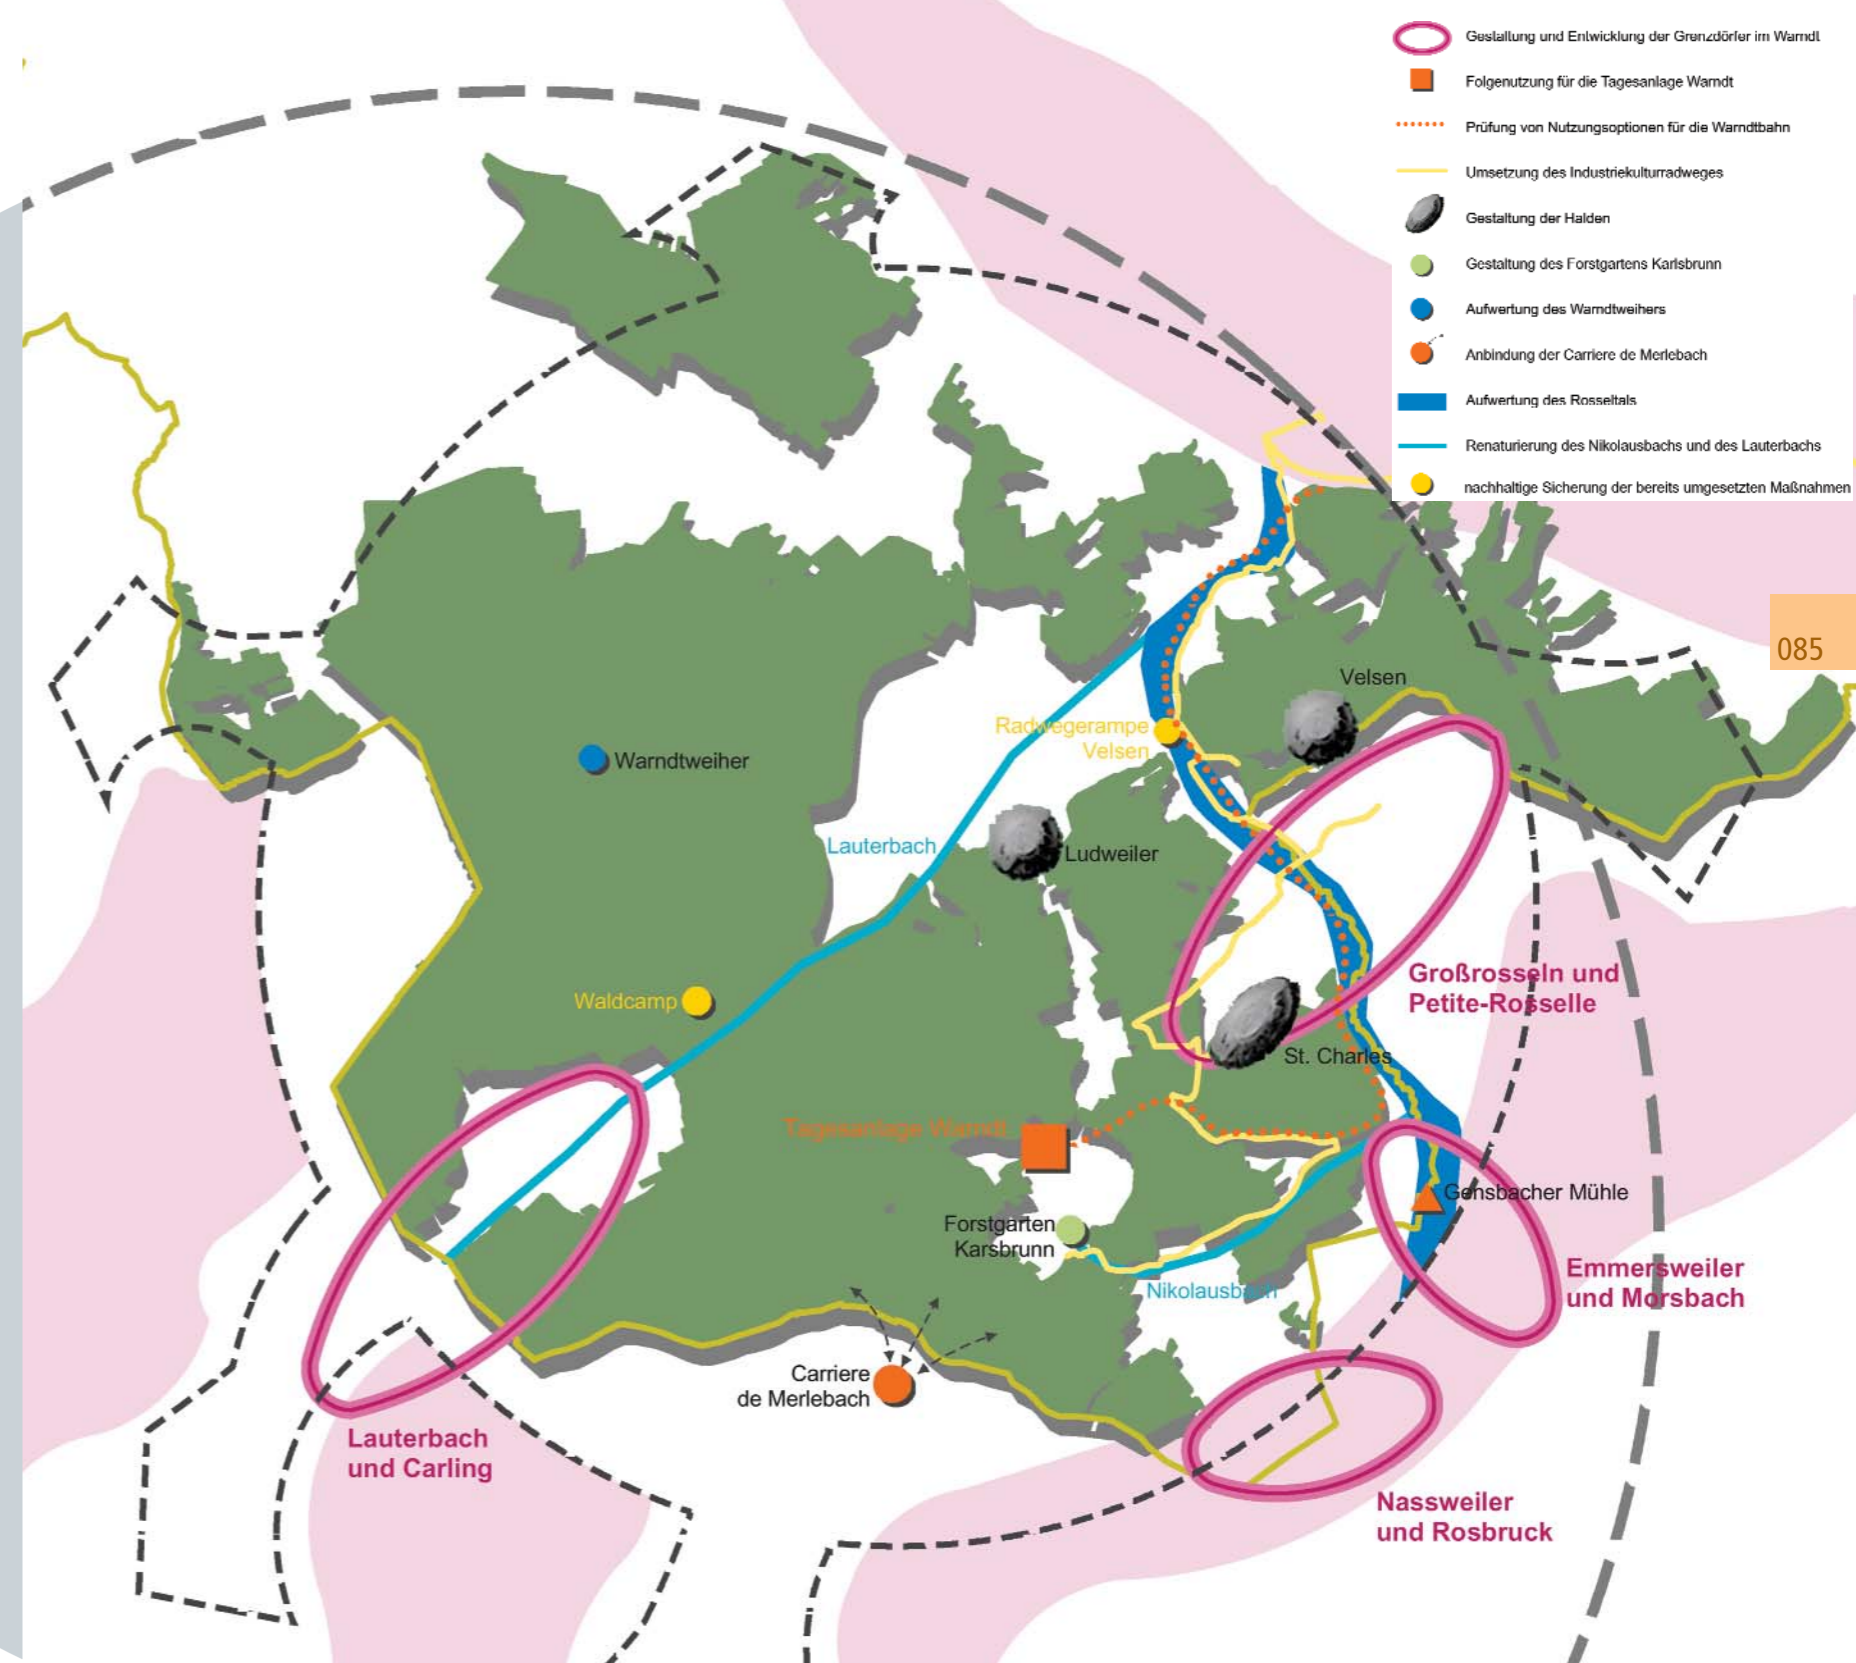 Gestaltung und Entwicklung der Grenzdörfer im Warndt
Folgenutzung für die Tagesanlage Warndt
Prüfung von Nutzungsoptionen für die Warndtbahn
Umsetzung des Industriekulturradweges
Gestaltung der Halden
Gestaltung des Forstgartens Karlsbrunn
Aufwertung des Warndtweihers
Anbindung der Carriere de Merlebach
Aufwertung des Rosseltals
Renaturierung des Nikolausbachs und des Lauterbachs
nachhaltige Sicherung der bereits umgesetzten Maßnahmen
085
Velsen
Radwegerampe
Velsen
Warndtweiher
Lauterbach
Ludweiler
Großrosseln und
Petite-Rosselle
Waldcamp
St. Charles
Tagesanlage Warndt
Gensbacher Mühle
Forstgarten
Karsbrunn
Nikolausbach
Emmersweiler
und Morsbach
Carriere
de Merlebach
Lauterbach
und Carling
Nassweiler
und Rosbruck